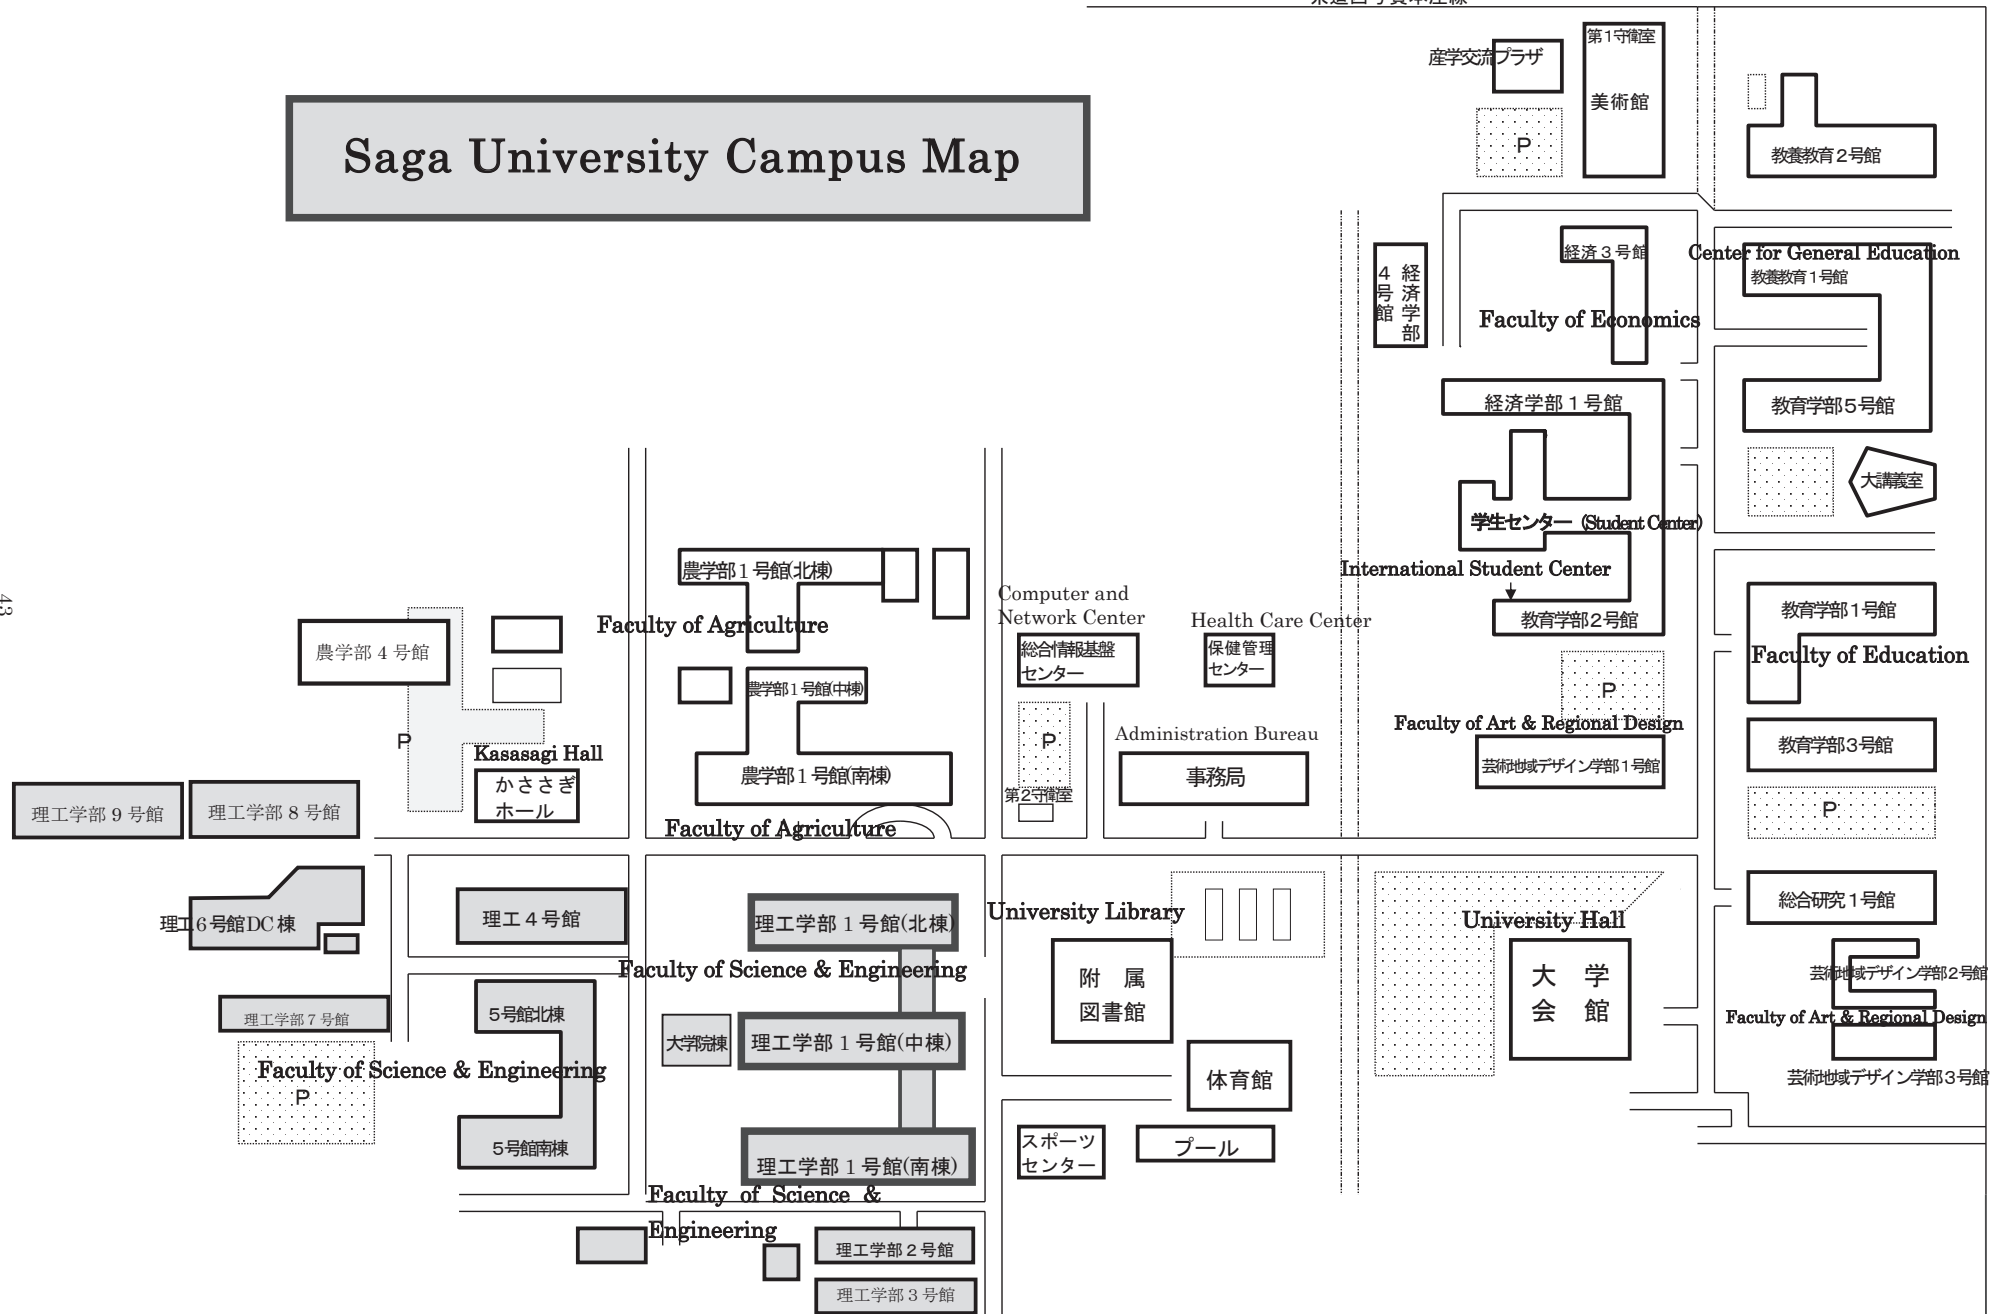 Saga University Campus Map
第1守衛室
産学交流プラザ
美術館
P
教養教育2号館
経済3号館
Center for General Education
教養教育1号館
経済学部
4号館
Faculty of Economics
経済学部1号館
教育学部5号館
大講義室
学生センター (Student Center)
International Student Center
教育学部2号館
農学部1号館(北棟)
Computer and
Network Center
総合情報基盤
センター
Health Care Center
保健管理
センター
教育学部1号館
Faculty of Education
43
農学部4号館
Faculty of Agriculture
農学部1号館(中棟)
P
P
P
Faculty of Art & Regional Design
芸術地域デザイン学部1号館
教育学部3号館
Administration Bureau
事務局
Kasasagi Hall
かささぎ
ホール
農学部1号館(南棟)
第2守衛室
P
理工学部9号館
理工学部8号館
Faculty of Agriculture
理工6号館DC棟
理工4号館
理工学部1号館(北棟)
University Library
University Hall
総合研究1号館
Faculty of Science & Engineering
附属
図書館
大学
会館
芸術地域デザイン学部2号館
Faculty of Art & Regional Design
芸術地域デザイン学部3号館
理工学部7号館
5号館北棟
大学院棟
理工学部1号館(中棟)
Faculty of Science & Engineering
P
体育館
5号館南棟
理工学部1号館(南棟)
スポーツ
センター
プール
Faculty of Science &
Engineering
理工学部2号館
理工学部3号館